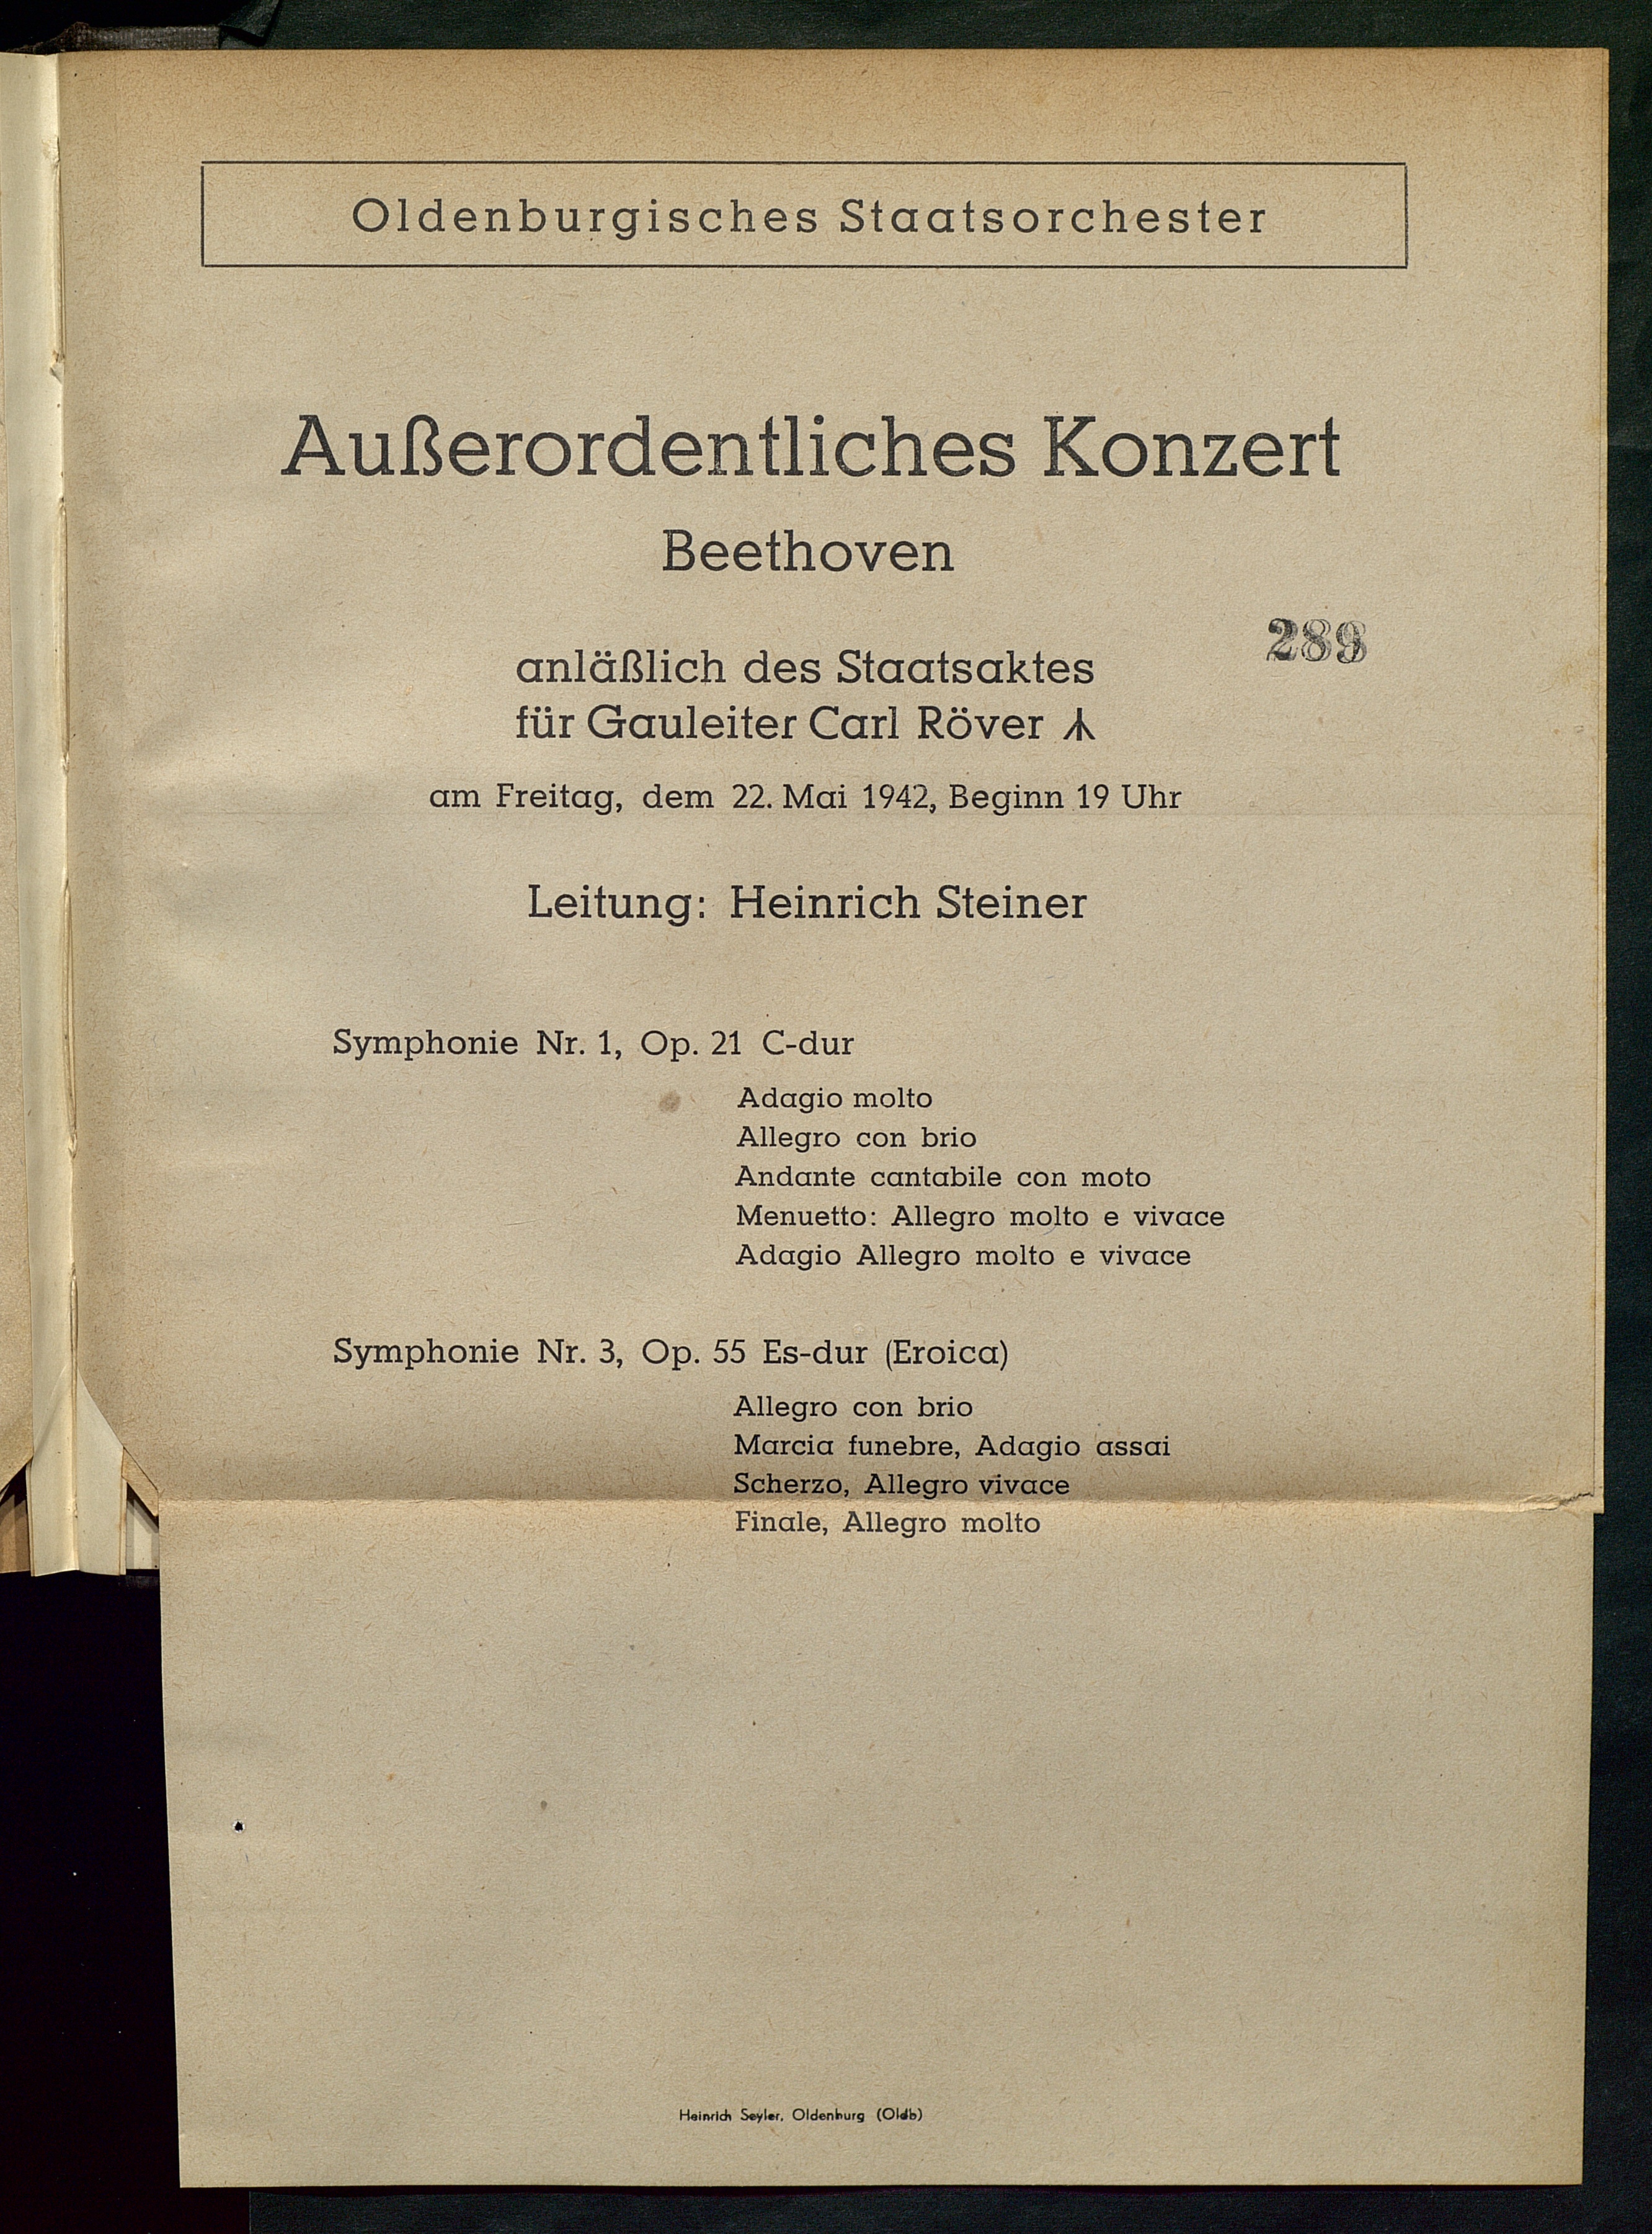 Oldenburgisches Staatsorchester
Außerordentliches Konzert
Beethoven
289
anläßlich des Staatsaktes
für Gauleiter Carl Röver ᛦ
am Freitag, dem 22. Mai 1942, Beginn 19 Uhr
Leitung: Heinrich Steiner
Symphonie Nr. 1, Op. 21 C-dur
Adagio molto
Allegro con brio
Andante cantabile con moto
Menuetto: Allegro molto e vivace
Adagio Allegro molto e vivace
Symphonie Nr. 3, Op. 55 Es-dur (Eroica)
Allegro con brio
Marcia funebre, Adagio assai
Scherzo, Allegro vivace
Finale, Allegro molto
Heinrich Seyler, Oldenburg (Oldb)